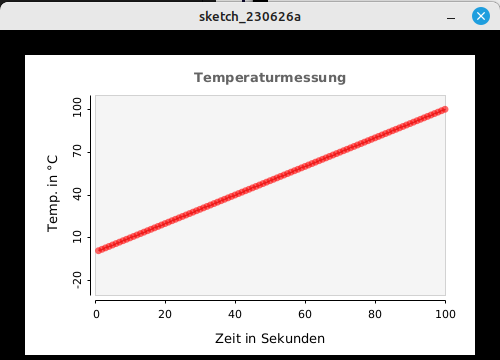 sketch_230626a
Temperaturmessung
Temp. in °C
100
70
40
10
-20
0 20 40 60 80 100
Zeit in Sekunden